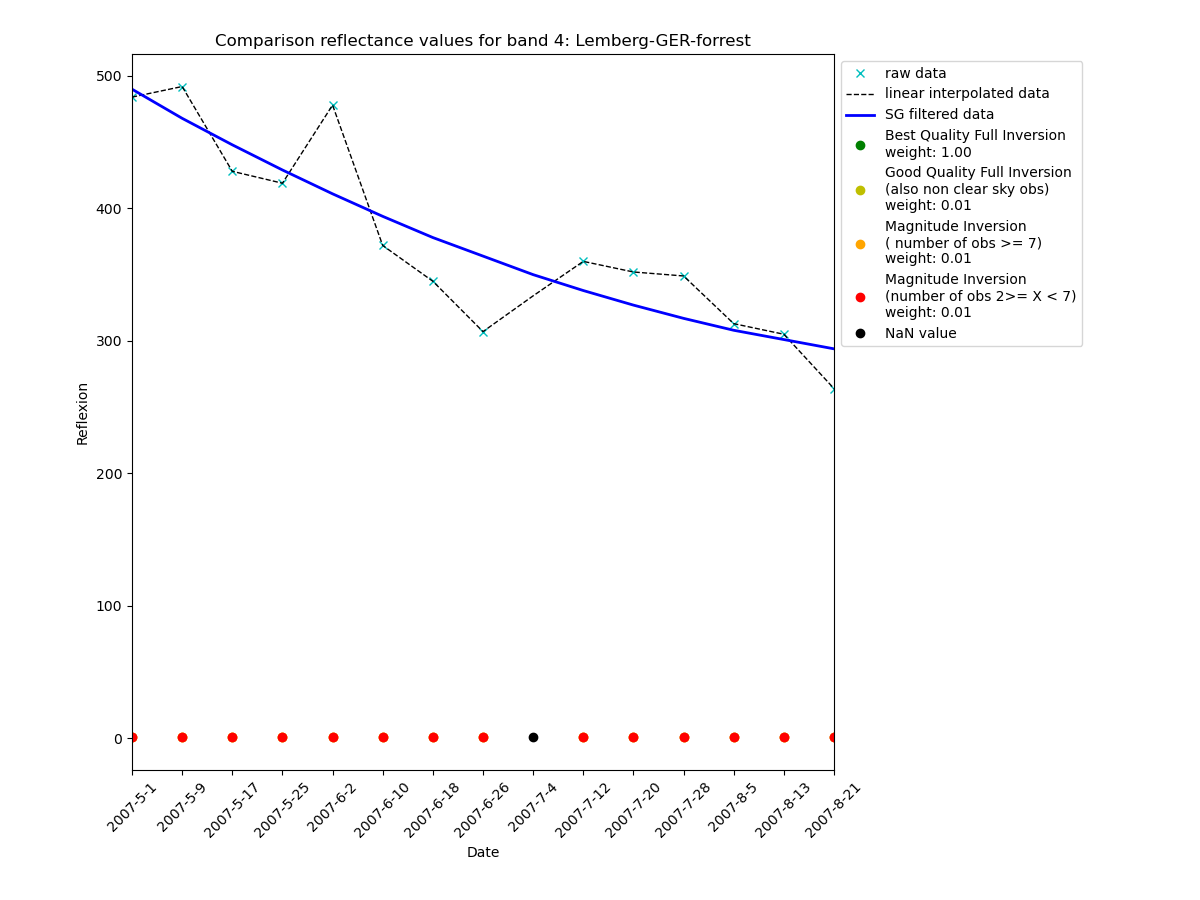 Comparison reflectance values for band 4: Lemberg-GER-forrest
500
400
300
200
100
0
Reflexion
2007-5-1
2007-5-9
2007-5-17
2007-5-25
2007-6-2
2007-6-10
2007-6-18
2007-6-26
2007-7-4
2007-7-12
2007-7-20
2007-7-28
2007-8-5
2007-8-13
2007-8-21
Date
raw data
linear interpolated data
SG filtered data
Best Quality Full Inversion
weight: 1.00
Good Quality Full Inversion
(also non clear sky obs)
weight: 0.01
Magnitude Inversion
( number of obs >= 7)
weight: 0.01
Magnitude Inversion
(number of obs 2>= X < 7)
weight: 0.01
NaN value